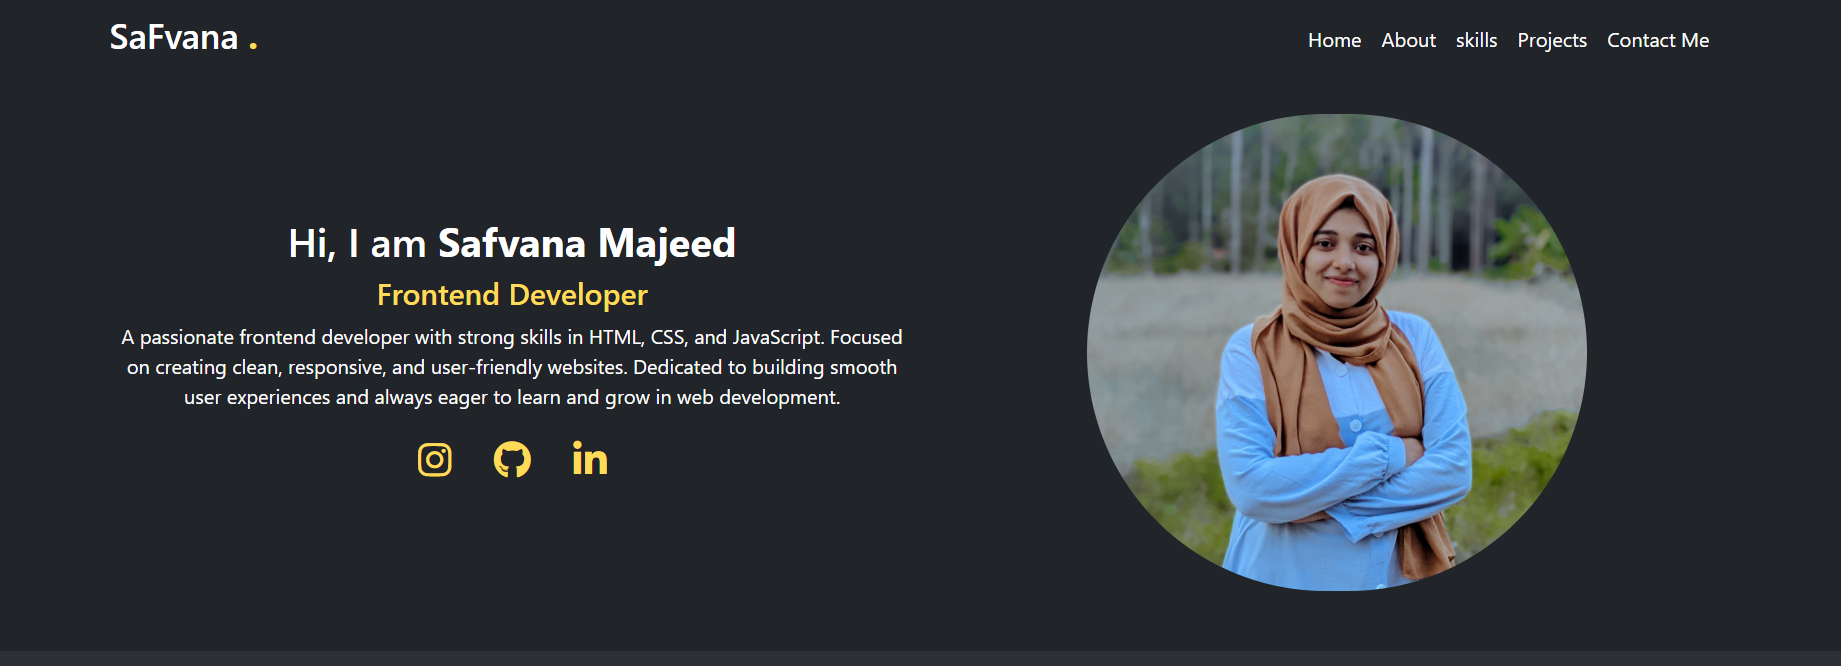 SaFvana .
Home About skills Projects Contact Me
Hi, I am Safvana Majeed
Frontend Developer
A passionate frontend developer with strong skills in HTML, CSS, and JavaScript. Focused
on creating clean, responsive, and user-friendly websites. Dedicated to building smooth
user experiences and always eager to learn and grow in web development.
in